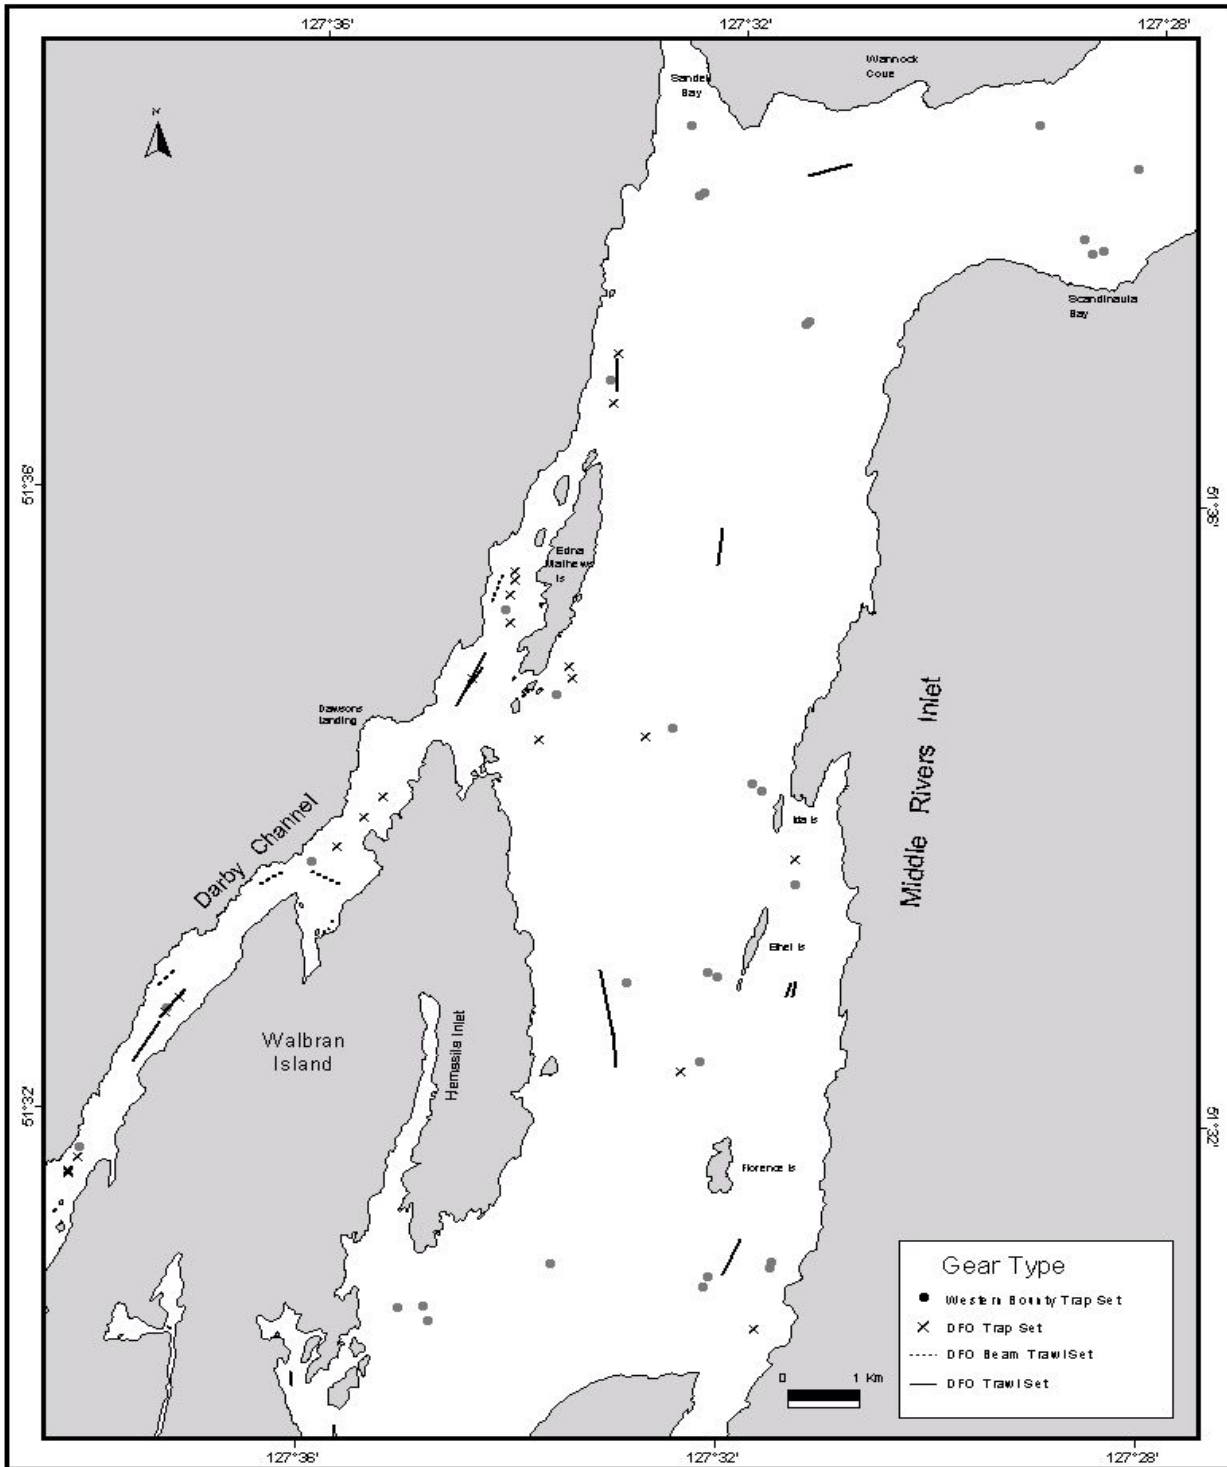 127°36'
127°32'
127°28'
Wannock
Cove
Sandell
Bay
N
Scandinavia
Bay
51°36'
51°36'
Edna
Mathews
Is
Dawsons
Landing
Middle Rivers Inlet
Darby Channel
Ida Is
Ethel Is
Walbran
Island
Hemasila Inlet
51°32'
51°32'
Florence Is
Gear Type
Western Bounty Trap Set
DFO Trap Set
DFO Beam Trawl Set
DFO Trawl Set
0 1 Km
127°36'
127°32'
127°28'